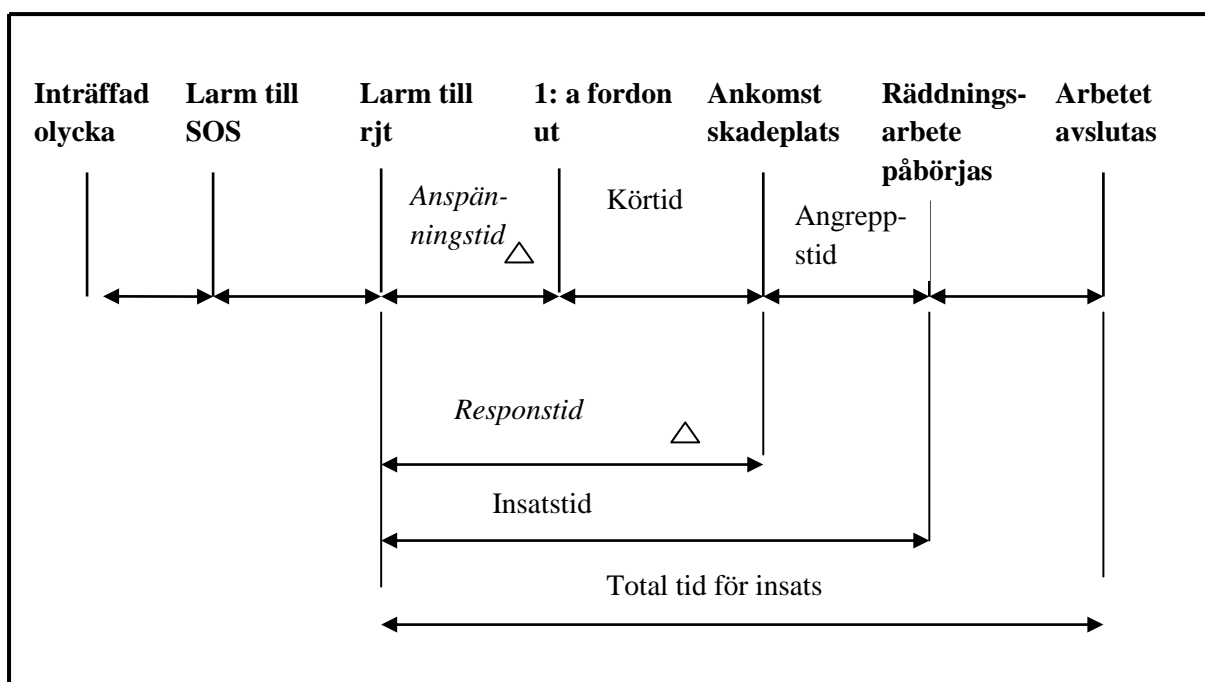 Inträffad
olycka
Larm till
SOS
Larm till
rjt
1: a fordon
ut
Ankomst
skadeplats
Räddnings-
arbete
påbörjas
Arbetet
avslutas
Anspän-
ningstid
Körtid
Angrepp-
stid
Responstid
Insatstid
Total tid för insats